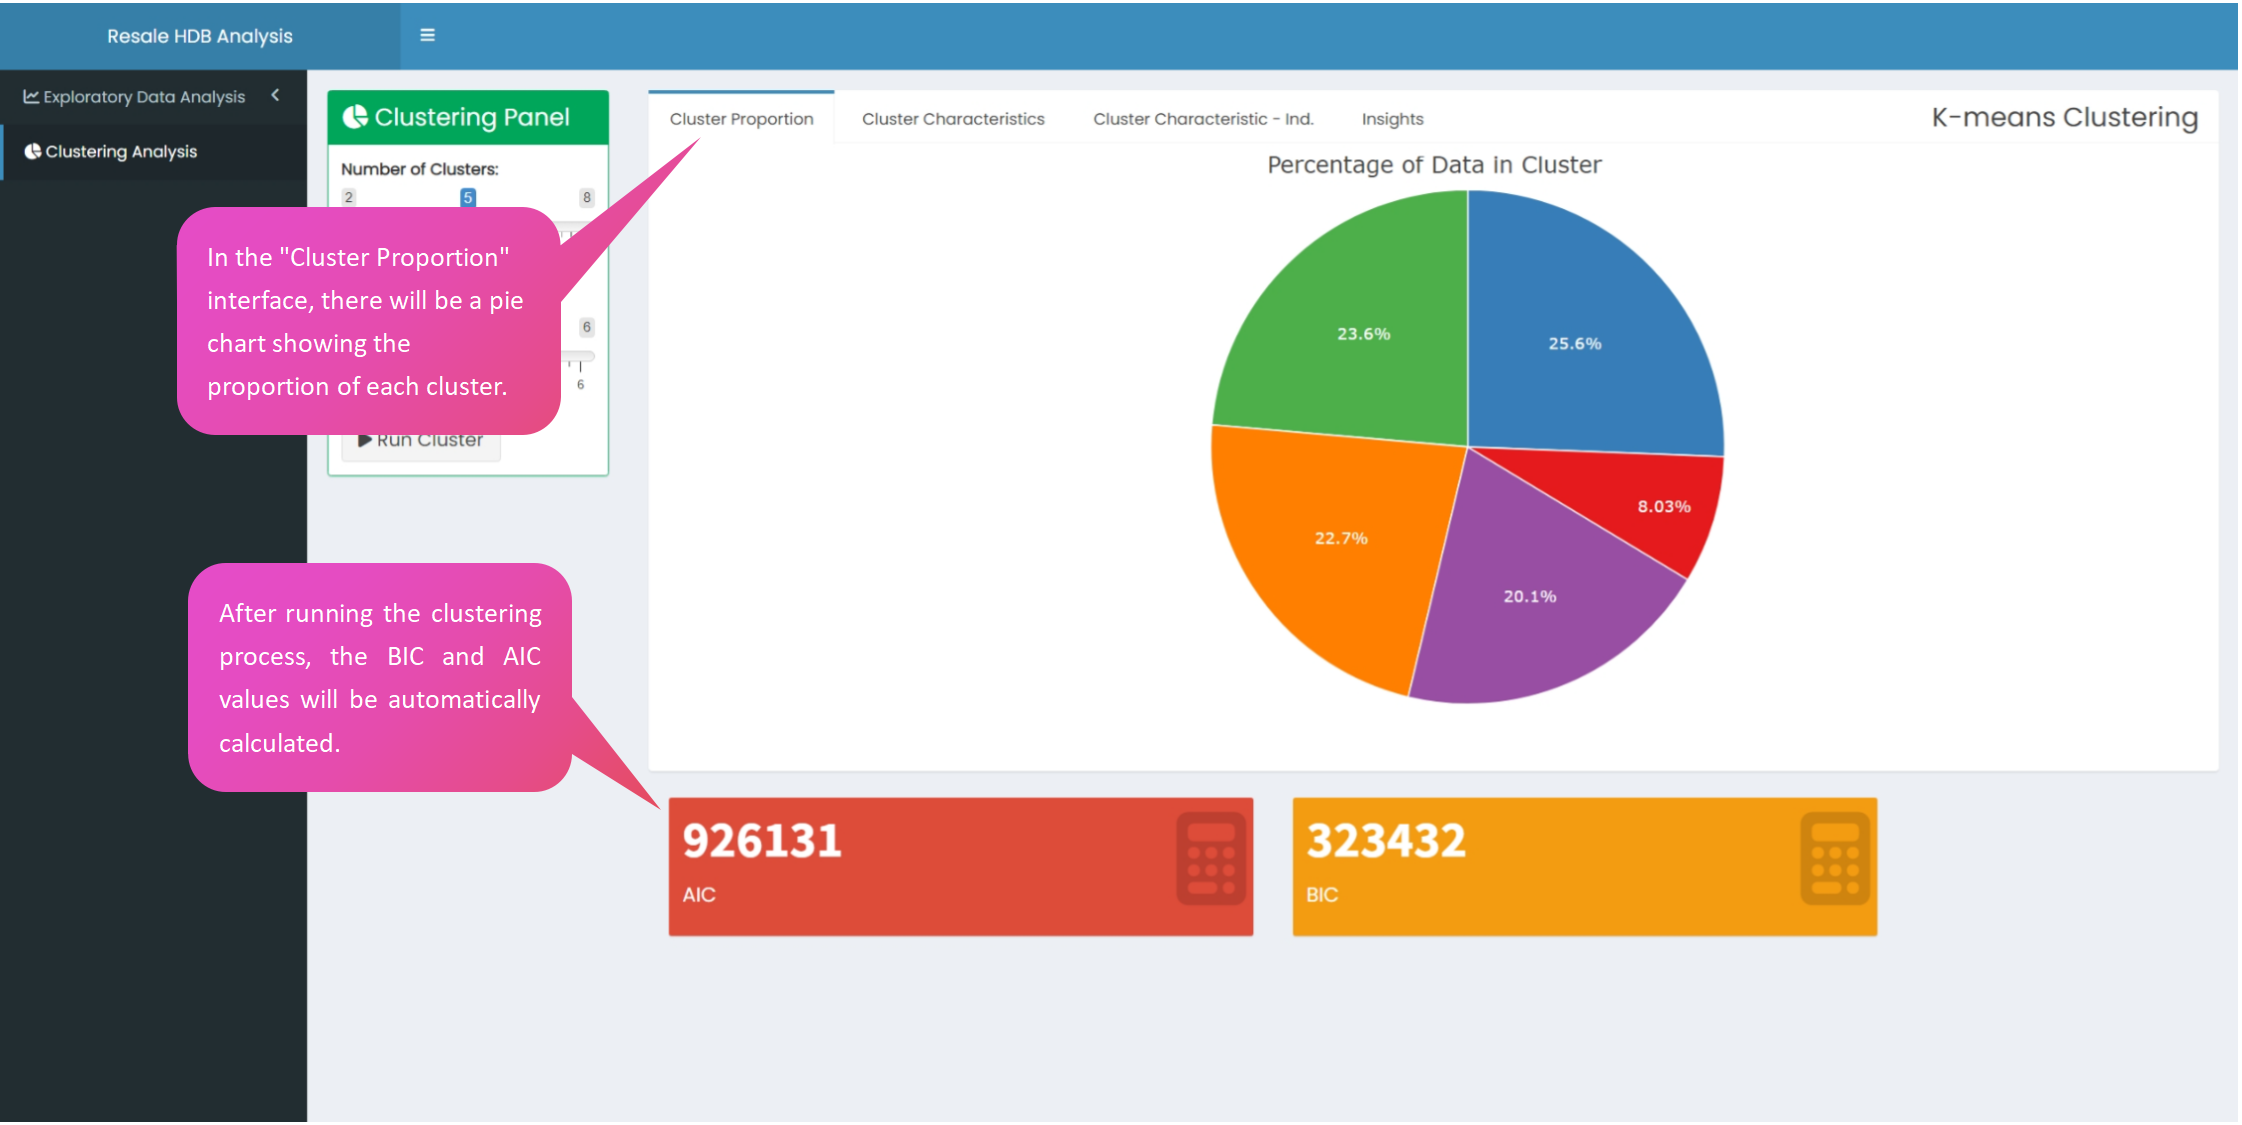 Resale HDB Analysis
Exploratory Data Analysis
Clustering Analysis
Clustering Panel
Number of Clusters:
2 5 8
In the "Cluster Proportion"
interface, there will be a pie
chart showing the
proportion of each cluster.
6
6
Run Cluster
After running the clustering
process, the BIC and AIC
values will be automatically
calculated.
Cluster Proportion Cluster Characteristics Cluster Characteristic - Ind. Insights K-means Clustering
Percentage of Data in Cluster
23.6%
25.6%
8.03%
22.7%
20.1%
926131
AIC
323432
BIC